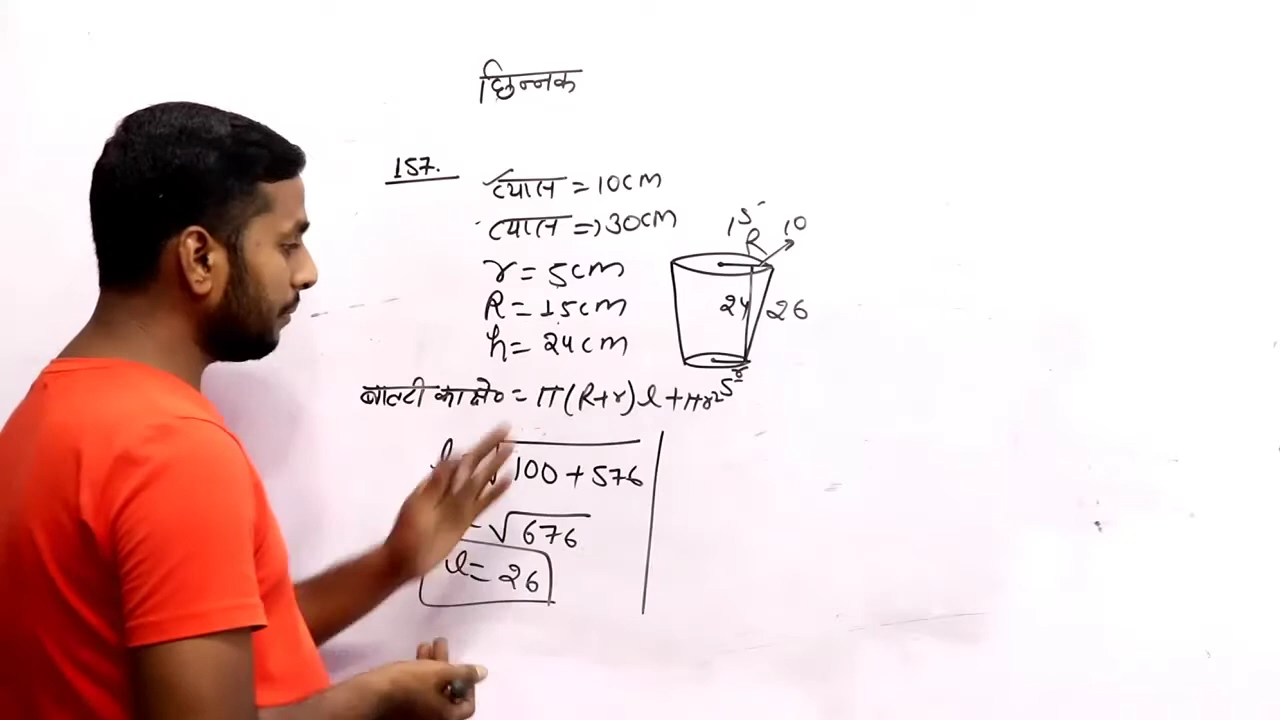 छिन्नक
157.
व्यास = 10cm
व्यास => 30cm
r = 5cm
R = 15cm
h = 24cm
15
R
10
24
26
5
r
बाल्टी का क्षे० = π(R+r)l + πr²
√100 + 576
= √676
l = 26